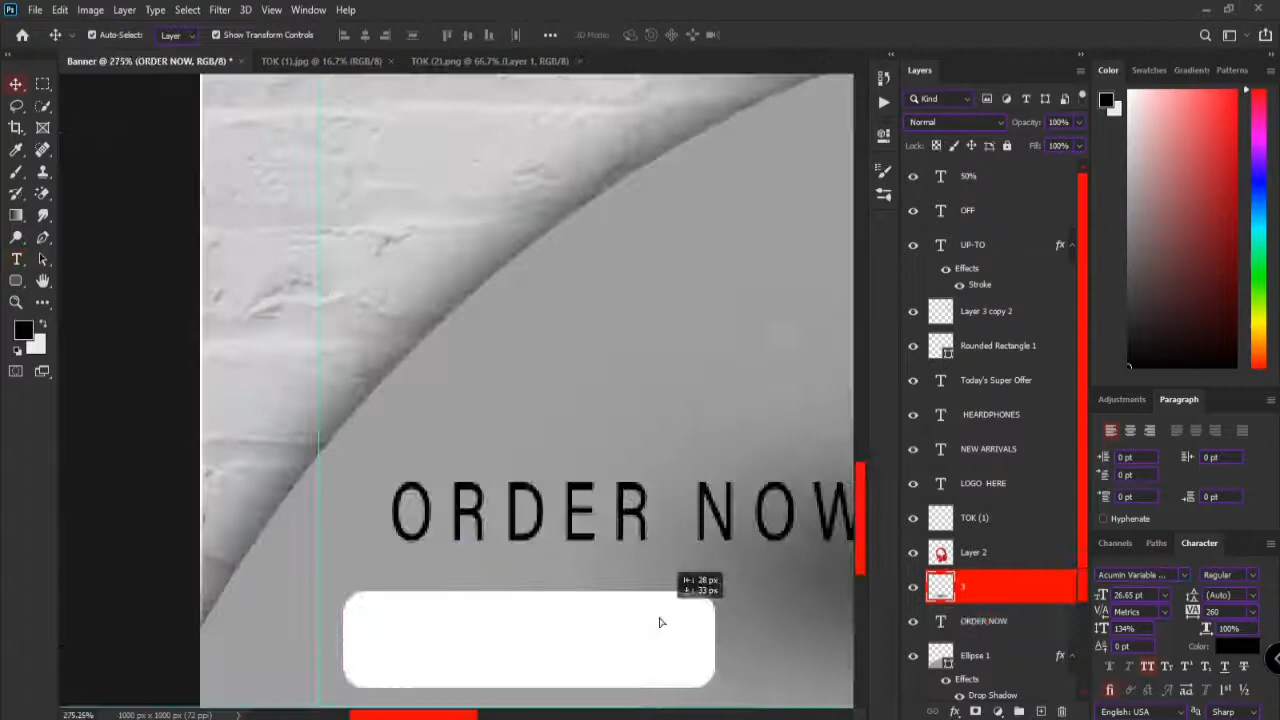 Ps File Edit Image Layer Type Select Filter 3D View Window Help
Auto-Select: Layer Show Transform Controls 3D Mode:
Banner @ 275% (ORDER NOW, RGB/8) * × TOK (1).jpg @ 16.7% (RGB/8) × TOK (2).png @ 66.7% (Layer 1, RGB/8) ×
Layers
Kind
Normal Opacity: 100%
Lock: Fill: 100%
50%
OFF
UP-TO fx
Effects
Stroke
Layer 3 copy 2
Rounded Rectangle 1
Today's Super Offer
HEARDPHONES
NEW ARRIVALS
LOGO HERE
TOK (1)
Layer 2
3
ORDER NOW
Ellipse 1 fx
Effects
Drop Shadow
Color Swatches Gradient Patterns
Adjustments Paragraph
0 pt 0 pt
0 pt
0 pt 0 pt
Hyphenate
Channels Paths Character
Acumin Variable ... Regular
26.65 pt (Auto)
Metrics 260
134% 100%
0 pt Color:
English: USA Sharp
ORDER NOW
28 px
33 px
275.26% 1000 px x 1000 px (72 ppi)